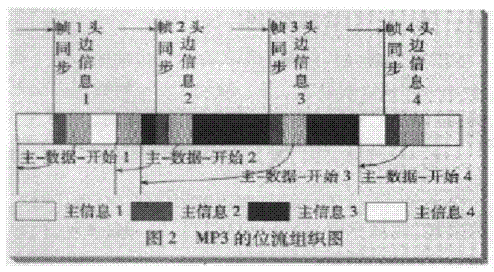 帧1头 帧2头 帧3头 帧4头
同步 边信息1 同步 边信息2 同步 边信息3 同步 边信息4
主-数据-开始1 主-数据-开始2
主-数据-开始3 主-数据-开始4
主信息1 主信息2 主信息3 主信息4
图2 MP3的位流组织图